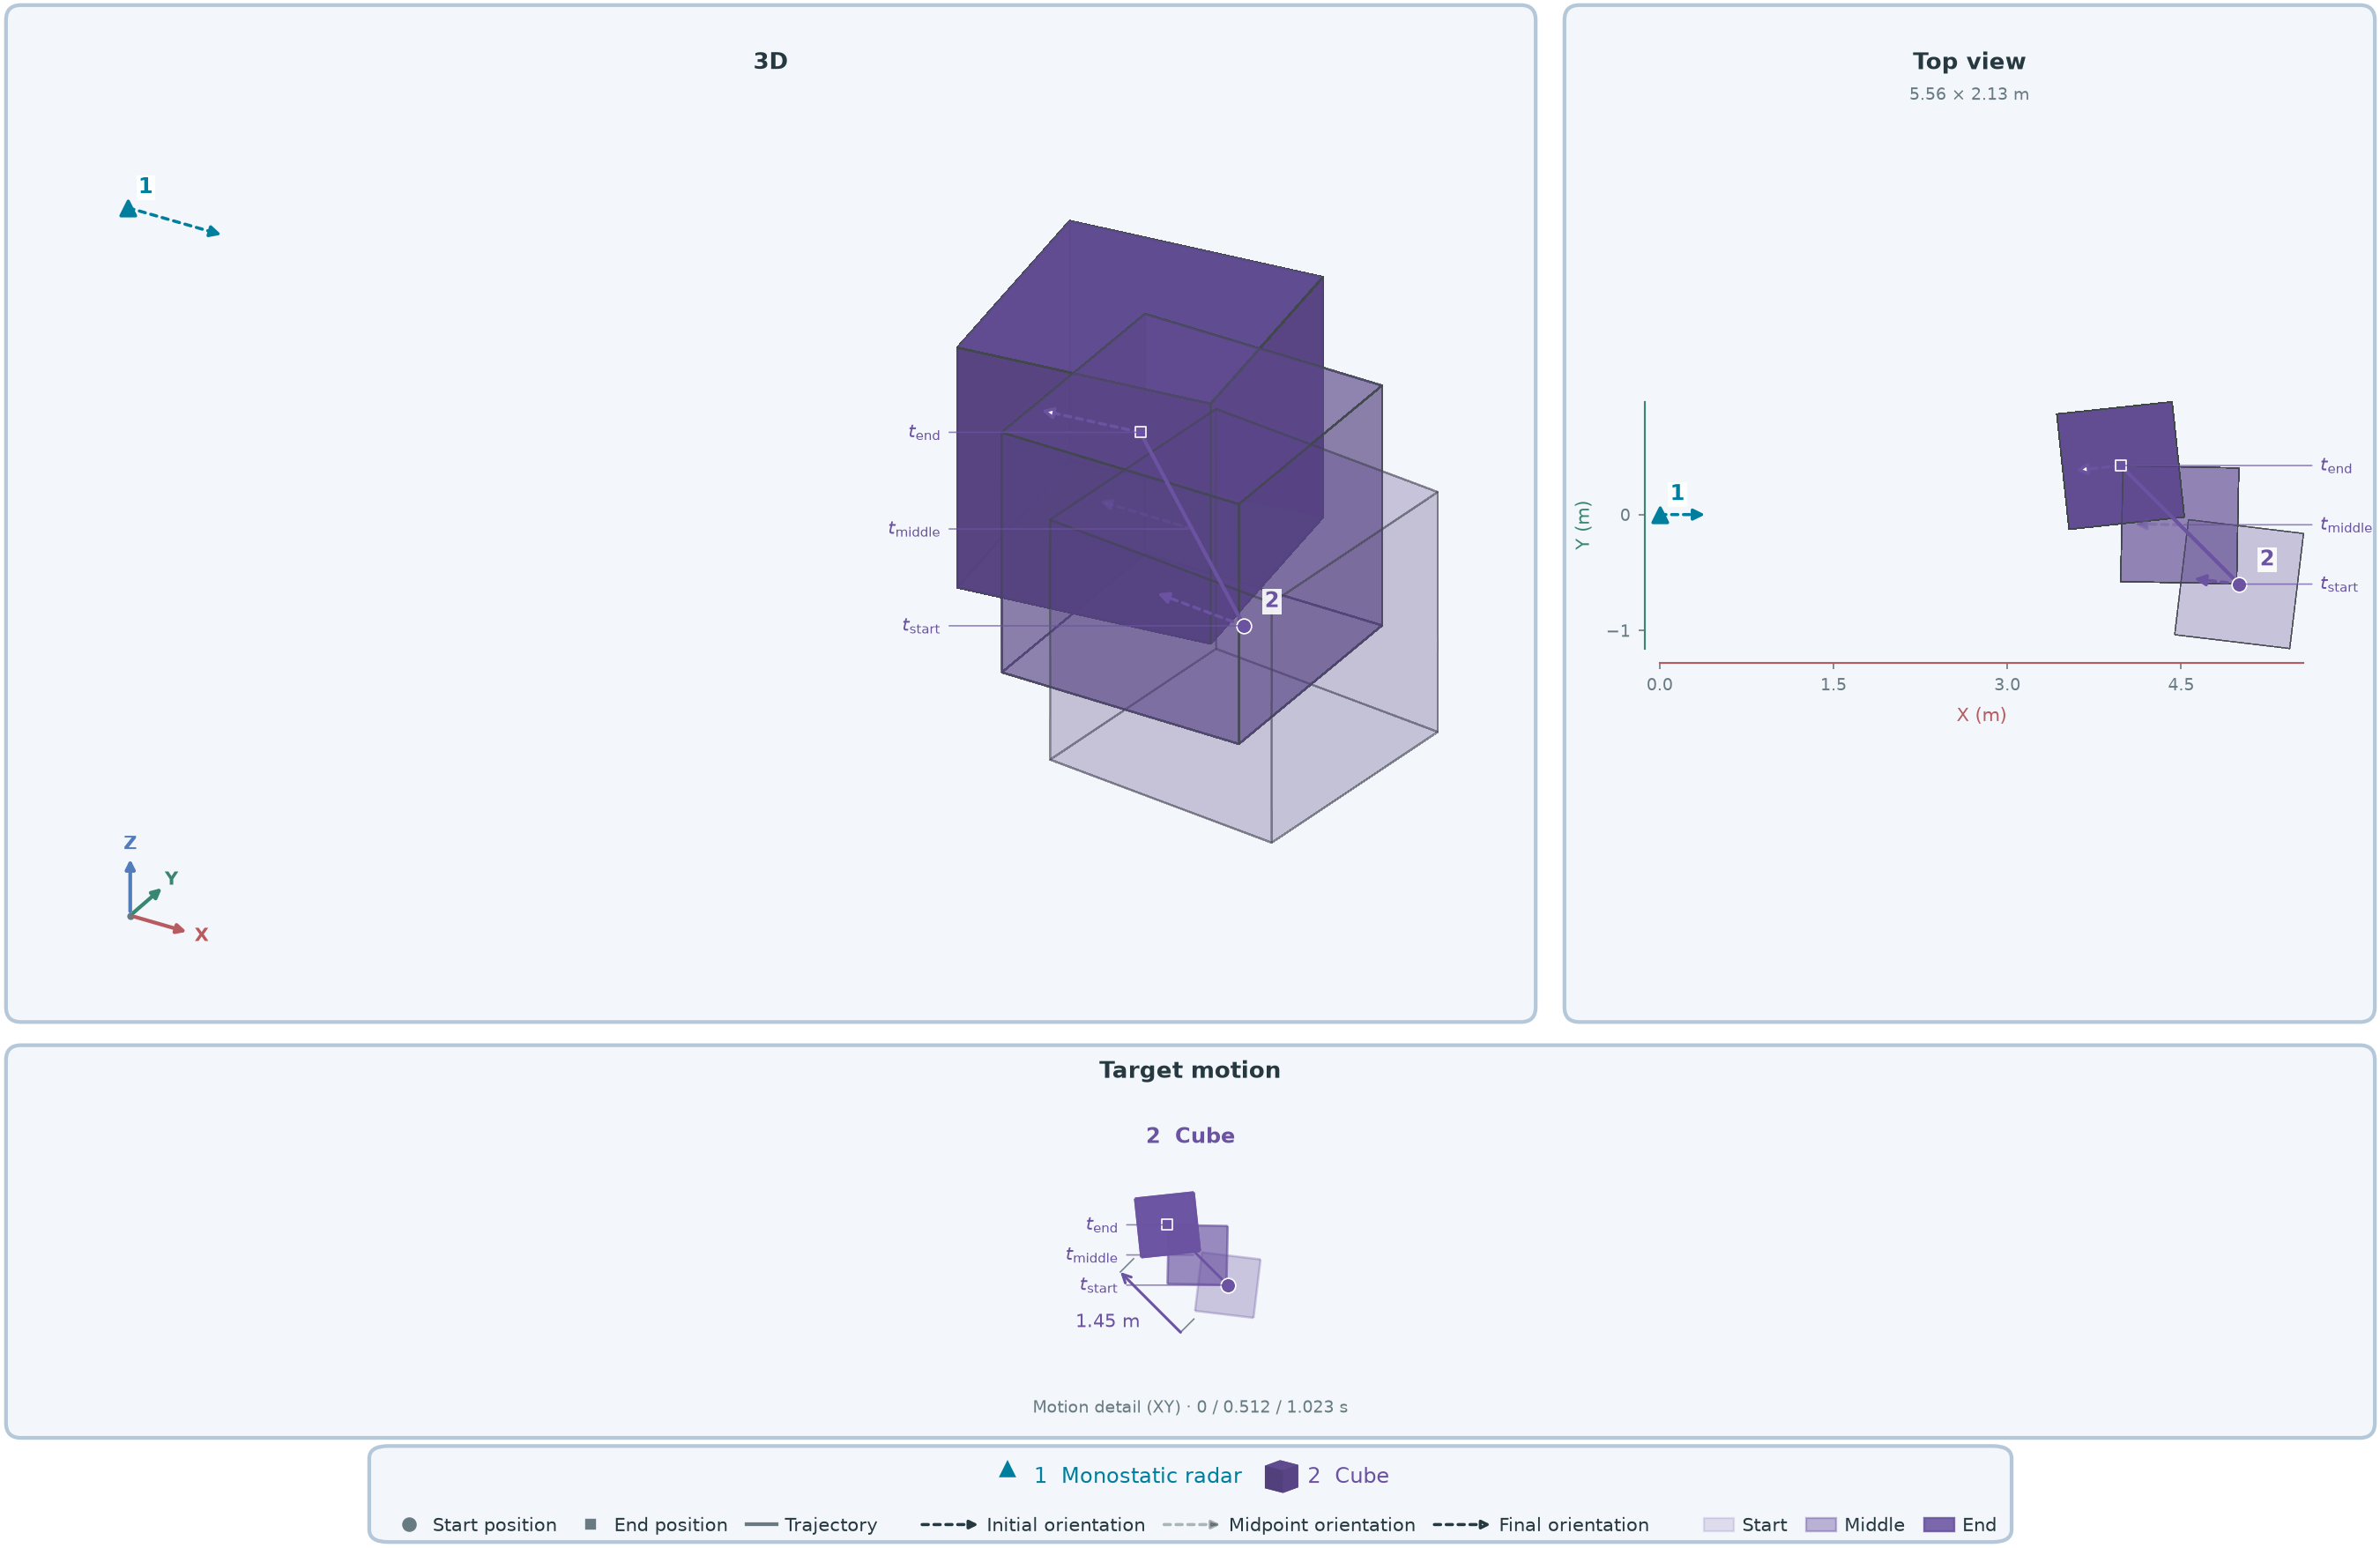 3D
1
t_end
t_middle
t_start
2
Z
Y
X
Top view
5.56 × 2.13 m
Y (m)
0
−1
1
2
t_end
t_middle
t_start
0.0 1.5 3.0 4.5
X (m)
Target motion
2 Cube
t_end
t_middle
t_start
1.45 m
Motion detail (XY) · 0 / 0.512 / 1.023 s
1 Monostatic radar 2 Cube
Start position End position Trajectory Initial orientation Midpoint orientation Final orientation Start Middle End